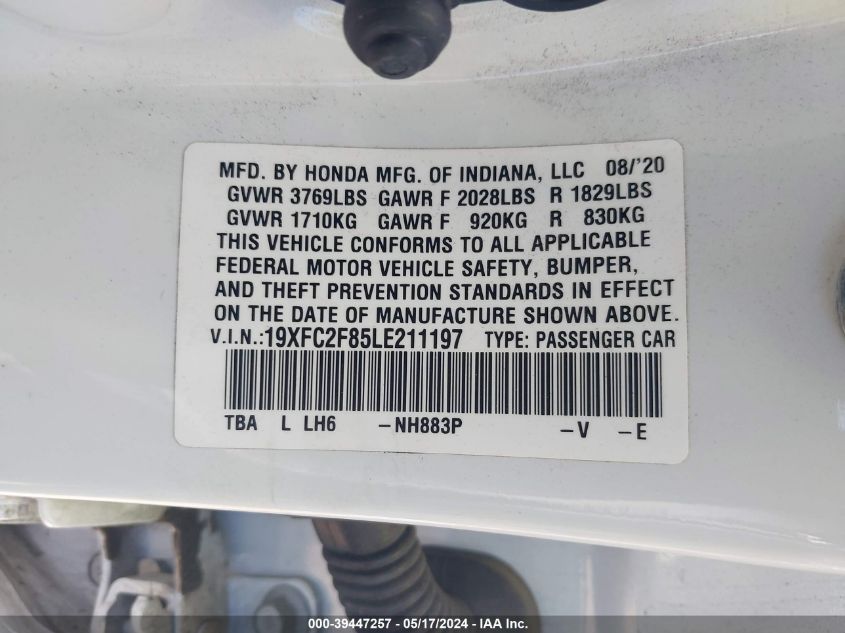 MFD. BY HONDA MFG. OF INDIANA, LLC 08/'20
GVWR 3769LBS GAWR F 2028LBS R 1829LBS
GVWR 1710KG GAWR F 920KG R 830KG
THIS VEHICLE CONFORMS TO ALL APPLICABLE
FEDERAL MOTOR VEHICLE SAFETY, BUMPER,
AND THEFT PREVENTION STANDARDS IN EFFECT
ON THE DATE OF MANUFACTURE SHOWN ABOVE.
V.I.N.:19XFC2F85LE211197 TYPE: PASSENGER CAR
TBA L LH6 -NH883P -V -E
000-39447257 - 05/17/2024 - IAA Inc.